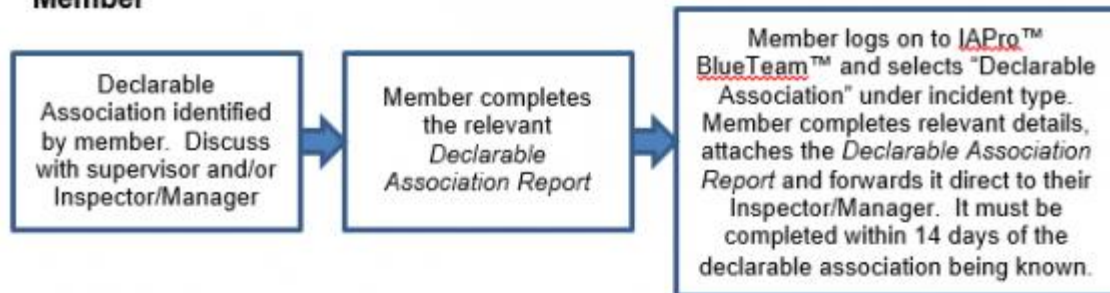 Member
Declarable
Association identified
by member. Discuss
with supervisor and/or
Inspector/Manager
Member completes
the relevant
Declarable
Association Report
Member logs on to IAPro™
BlueTeam™ and selects “Declarable
Association” under incident type.
Member completes relevant details,
attaches the Declarable Association
Report and forwards it direct to their
Inspector/Manager. It must be
completed within 14 days of the
declarable association being known.